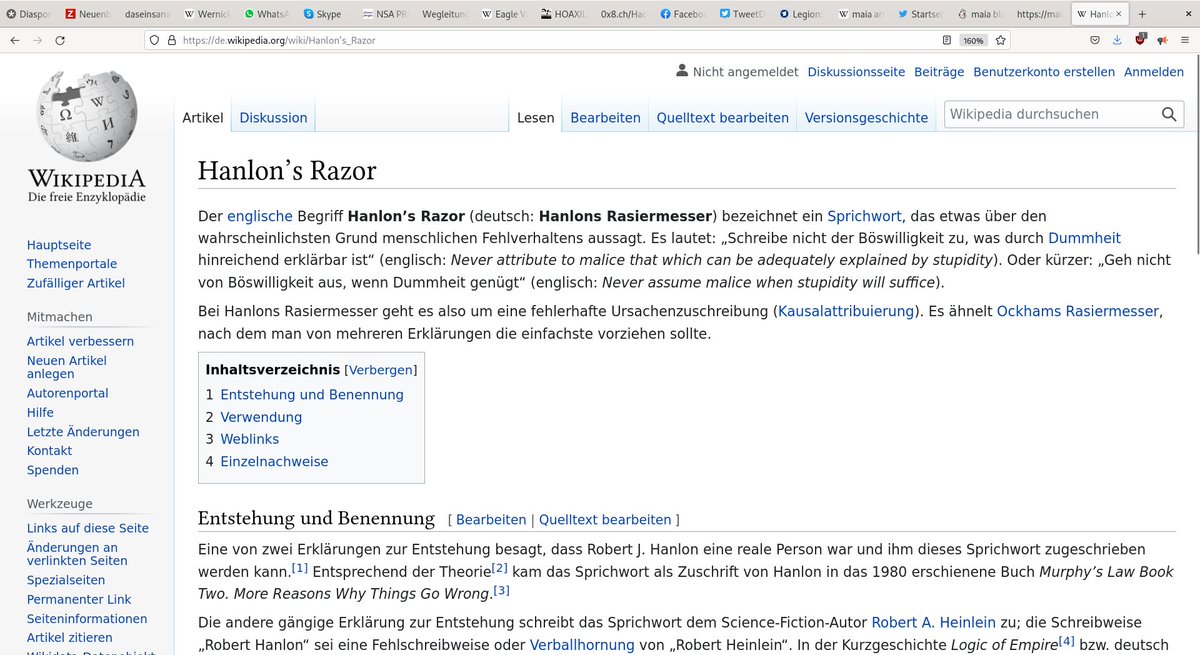 Diaspor
Neuenb
daseinsana
Wernick
WhatsA
Skype
NSA PR
Wegleitung
Eagle V
HOAXIL
0x8.ch/Hac
Facebo
TweetD
Legion:
maia ar
Startsei
maia blo
https://mai
Hanlo
https://de.wikipedia.org/wiki/Hanlon's_Razor
160%
Nicht angemeldet Diskussionsseite Beiträge Benutzerkonto erstellen Anmelden
WIKIPEDIA
Die freie Enzyklopädie
Artikel Diskussion Lesen Bearbeiten Quelltext bearbeiten Versionsgeschichte Wikipedia durchsuchen
Hauptseite
Themenportale
Zufälliger Artikel
Mitmachen
Artikel verbessern
Neuen Artikel
anlegen
Autorenportal
Hilfe
Letzte Änderungen
Kontakt
Spenden
Werkzeuge
Links auf diese Seite
Änderungen an
verlinkten Seiten
Spezialseiten
Permanenter Link
Seiteninformationen
Artikel zitieren
Wikidata-Datenobjekt
Hanlon’s Razor
Der englische Begriff Hanlon’s Razor (deutsch: Hanlons Rasiermesser) bezeichnet ein Sprichwort, das etwas über den
wahrscheinlichsten Grund menschlichen Fehlverhaltens aussagt. Es lautet: „Schreibe nicht der Böswilligkeit zu, was durch Dummheit
hinreichend erklärbar ist“ (englisch: Never attribute to malice that which can be adequately explained by stupidity). Oder kürzer: „Geh nicht
von Böswilligkeit aus, wenn Dummheit genügt“ (englisch: Never assume malice when stupidity will suffice).
Bei Hanlons Rasiermesser geht es also um eine fehlerhafte Ursachenzuschreibung (Kausalattribuierung). Es ähnelt Ockhams Rasiermesser,
nach dem man von mehreren Erklärungen die einfachste vorziehen sollte.
Inhaltsverzeichnis [Verbergen]
1 Entstehung und Benennung
2 Verwendung
3 Weblinks
4 Einzelnachweise
Entstehung und Benennung [ Bearbeiten | Quelltext bearbeiten ]
Eine von zwei Erklärungen zur Entstehung besagt, dass Robert J. Hanlon eine reale Person war und ihm dieses Sprichwort zugeschrieben
werden kann.[1] Entsprechend der Theorie[2] kam das Sprichwort als Zuschrift von Hanlon in das 1980 erschienene Buch Murphy’s Law Book
Two. More Reasons Why Things Go Wrong.[3]
Die andere gängige Erklärung zur Entstehung schreibt das Sprichwort dem Science-Fiction-Autor Robert A. Heinlein zu; die Schreibweise
„Robert Hanlon“ sei eine Fehlschreibweise oder Verballhornung von „Robert Heinlein“. In der Kurzgeschichte Logic of Empire[4] bzw. deutsch